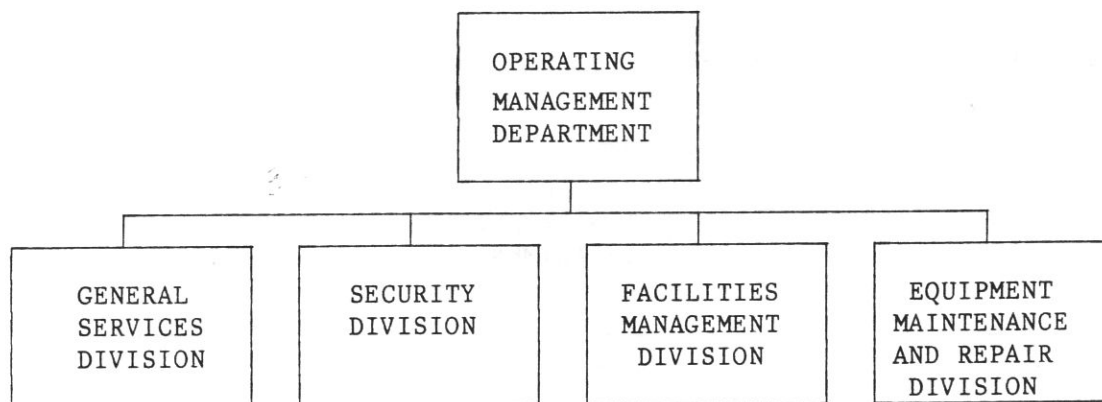 OPERATING
MANAGEMENT
DEPARTMENT
GENERAL
SERVICES
DIVISION
SECURITY
DIVISION
FACILITIES
MANAGEMENT
DIVISION
EQUIPMENT
MAINTENANCE
AND REPAIR
DIVISION